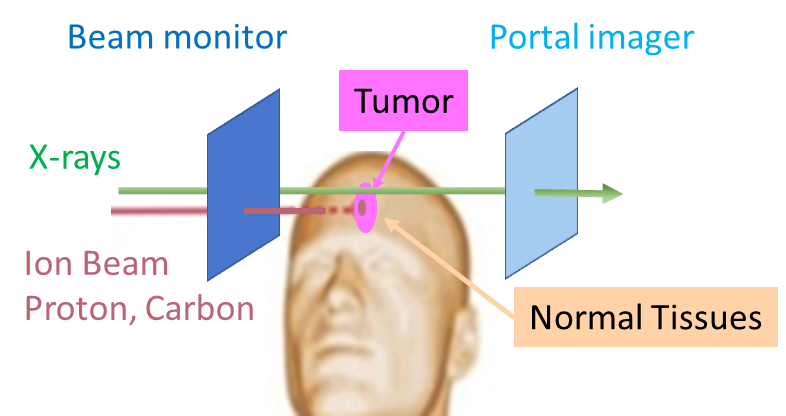 Beam monitor
Portal imager
Tumor
X-rays
Ion Beam
Proton, Carbon
Normal Tissues